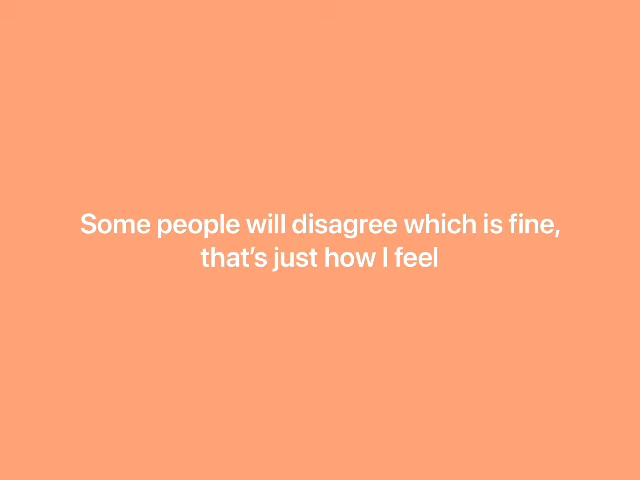 Some people will disagree which is fine,
that’s just how I feel